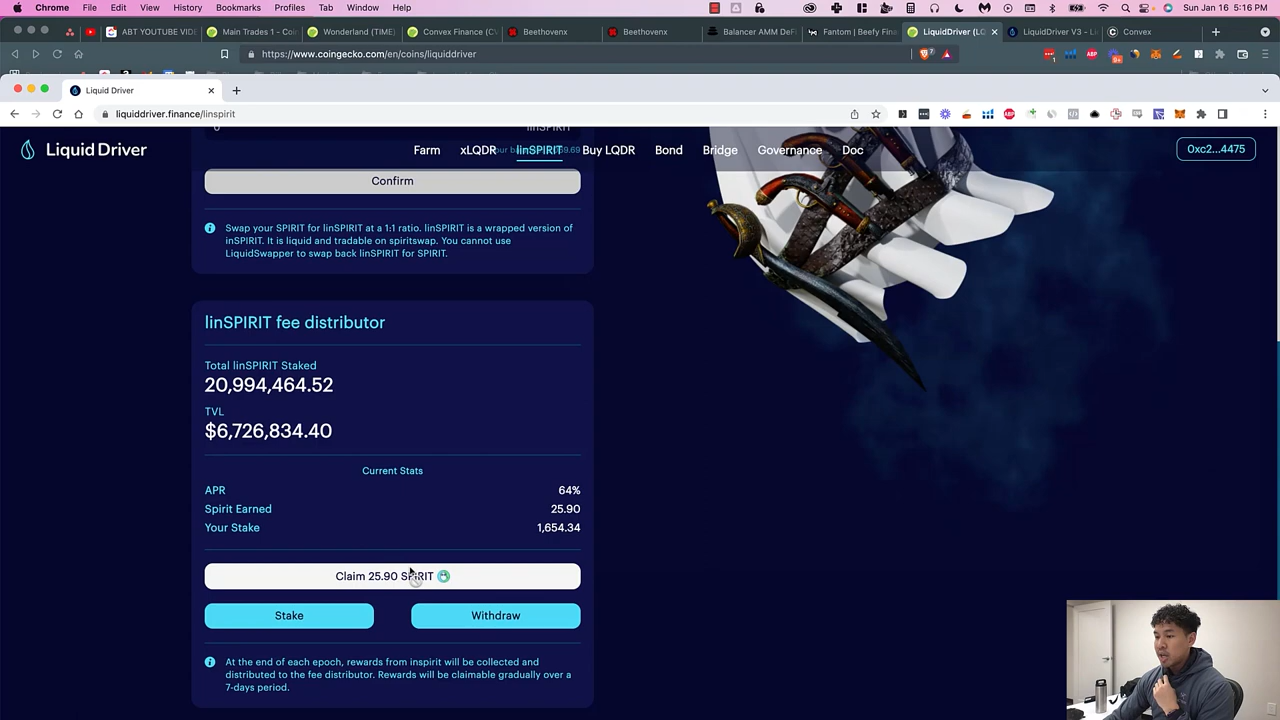 Chrome File Edit View History Bookmarks Profiles Tab Window Help
Sun Jan 16 5:16 PM
ABT YOUTUBE VID
Main Trades 1 - Coi
Wonderland (TIME)
Convex Finance (CV
Beethovenx
Beethovenx
Balancer AMM DeFi
Fantom | Beefy Fina
LiquidDriver (LQ
LiquidDriver V3 - Li
Convex
https://www.coingecko.com/en/coins/liquiddriver
Liquid Driver
liquiddriver.finance/linspirit
0
linSPIRIT
Liquid Driver
Farm
xLQDR
linSPIRIT
Buy LQDR
Bond
Bridge
Governance
Doc
0xc2...4475
Confirm
Swap your SPIRIT for linSPIRIT at a 1:1 ratio. linSPIRIT is a wrapped version of
inSPIRIT. It is liquid and tradable on spiritswap. You cannot use
LiquidSwapper to swap back linSPIRIT for SPIRIT.
linSPIRIT fee distributor
Total linSPIRIT Staked
20,994,464.52
TVL
$6,726,834.40
Current Stats
APR 64%
Spirit Earned 25.90
Your Stake 1,654.34
Claim 25.90 SPIRIT
Stake
Withdraw
At the end of each epoch, rewards from inspirit will be collected and
distributed to the fee distributor. Rewards will be claimable gradually over a
7-days period.